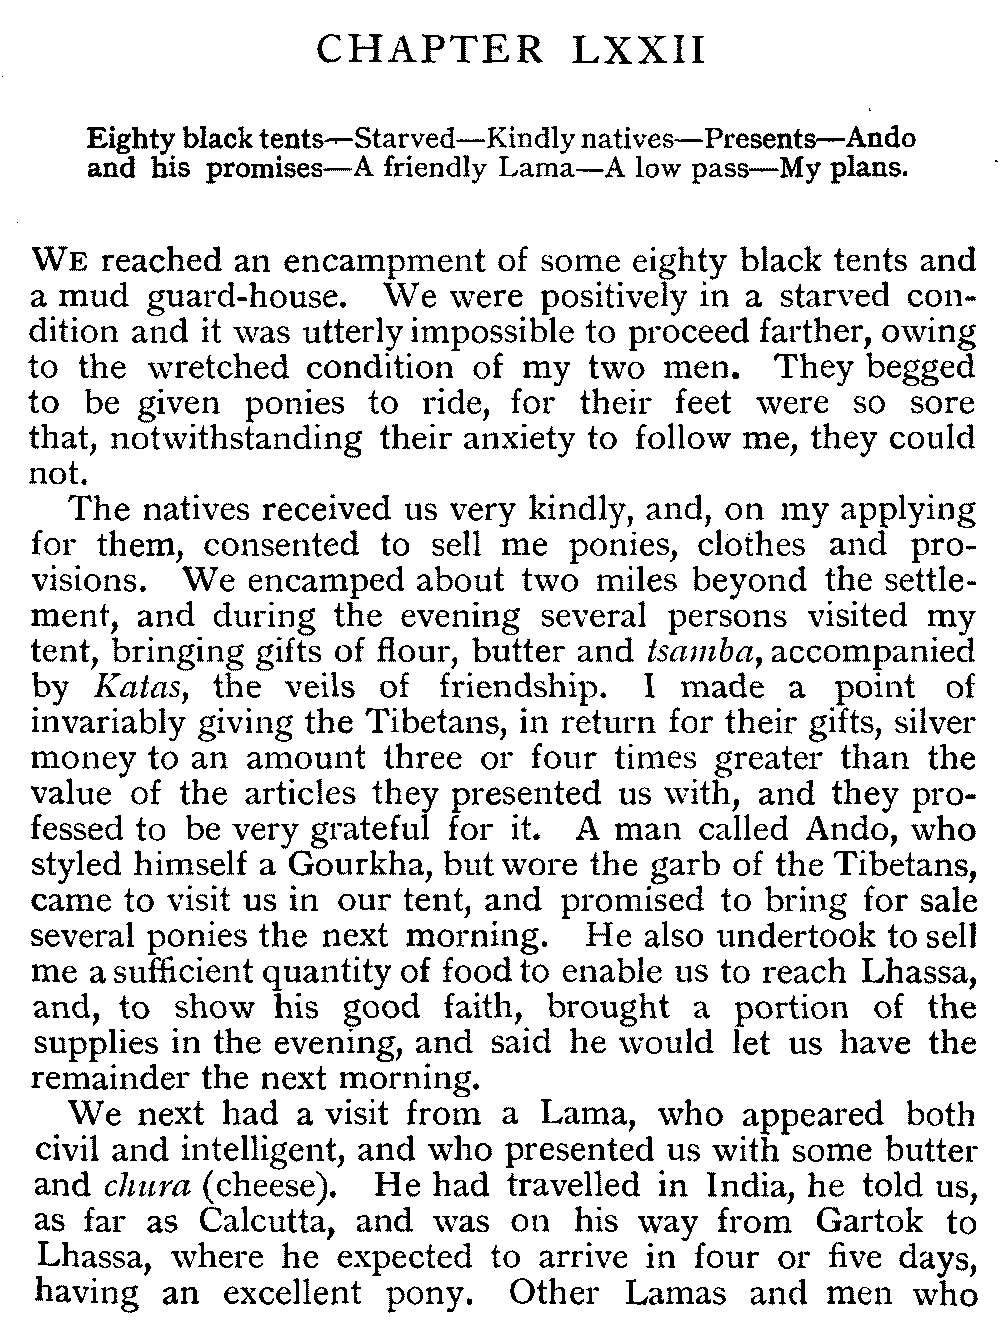 CHAPTER LXXII
Eighty black tents—Starved—Kindly natives—Presents—Ando
and his promises—A friendly Lama—A low pass—My plans.
WE reached an encampment of some eighty black tents and
a mud guard-house. We were positively in a starved con-
dition and it was utterly impossible to proceed farther, owing
to the wretched condition of my two men. They begged
to be given ponies to ride, for their feet were so sore
that, notwithstanding their anxiety to follow me, they could
not.
The natives received us very kindly, and, on my applying
for them, consented to sell me ponies, clothes and pro-
visions. We encamped about two miles beyond the settle-
ment, and during the evening several persons visited my
tent, bringing gifts of flour, butter and tsamba, accompanied
by Katas, the veils of friendship. I made a point of
invariably giving the Tibetans, in return for their gifts, silver
money to an amount three or four times greater than the
value of the articles they presented us with, and they pro-
fessed to be very grateful for it. A man called Ando, who
styled himself a Gourkha, but wore the garb of the Tibetans,
came to visit us in our tent, and promised to bring for sale
several ponies the next morning. He also undertook to sell
me a sufficient quantity of food to enable us to reach Lhassa,
and, to show his good faith, brought a portion of the
supplies in the evening, and said he would let us have the
remainder the next morning.
We next had a visit from a Lama, who appeared both
civil and intelligent, and who presented us with some butter
and chura (cheese). He had travelled in India, he told us,
as far as Calcutta, and was on his way from Gartok to
Lhassa, where he expected to arrive in four or five days,
having an excellent pony. Other Lamas and men who